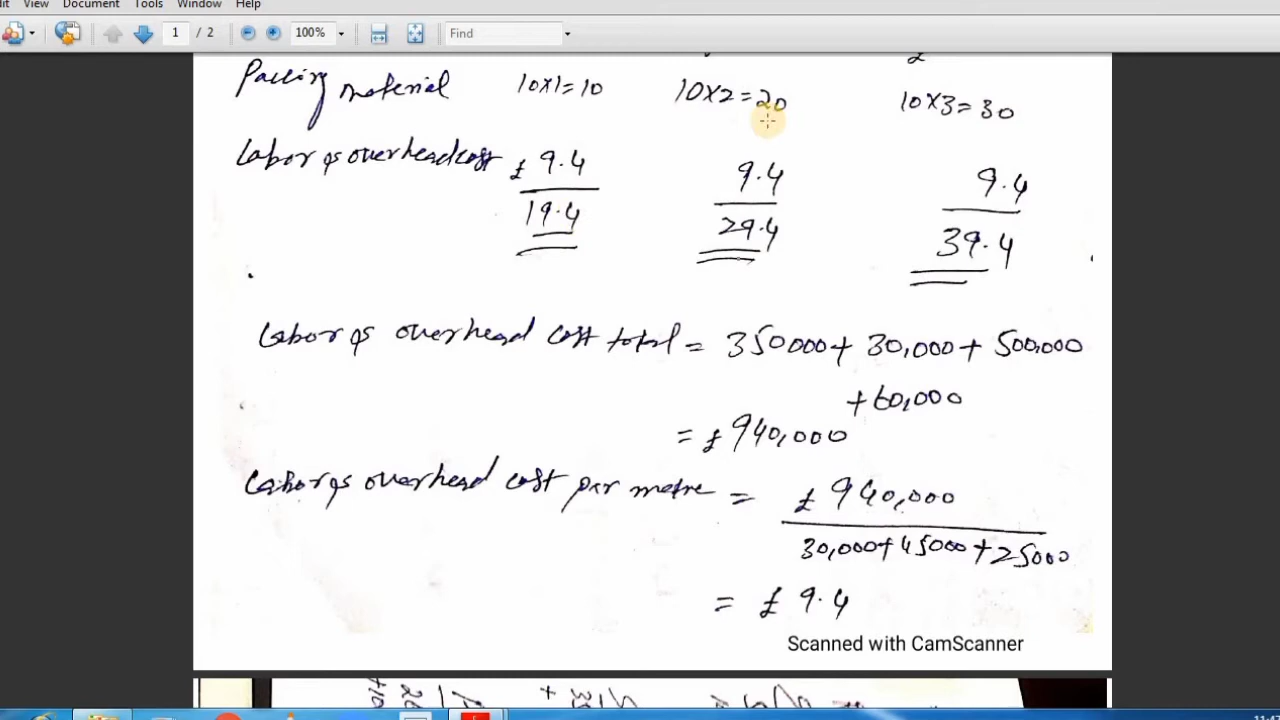 dit View Document Tools Window Help
1 / 2 100% Find
Packing material 10x1=10 10x2=20 10x3=30
Labor & overhead cost £ 9.4 9.4 9.4
19.4 29.4 39.4
Labor & overhead cost total = 350000+ 30,000+ 500,000
+60,000
= £940,000
Labor & overhead cost per metre = £940,000
30,000+45000+25000
= £ 9.4
Scanned with CamScanner